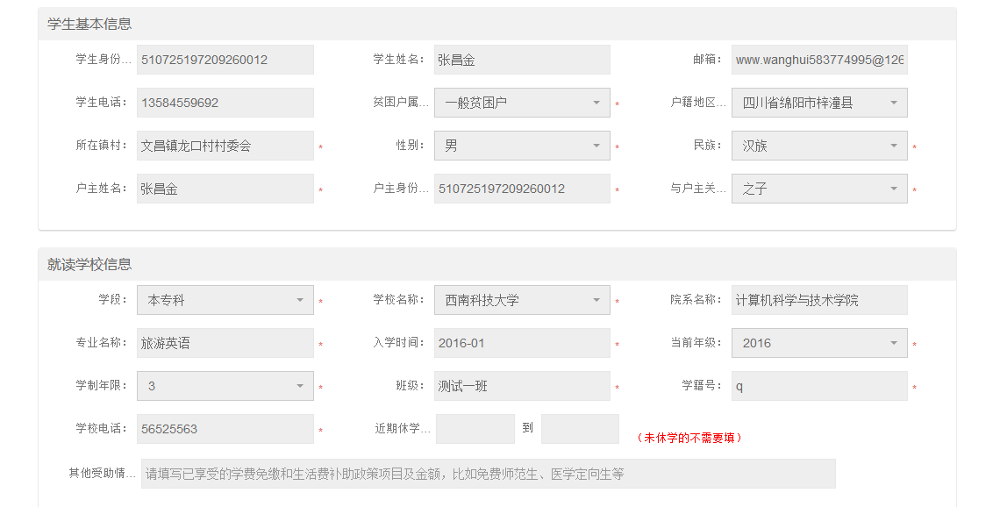 学生基本信息
学生身份... 510725197209260012 学生姓名： 张昌金 邮箱： www.wanghui583774995@126
学生电话： 13584559692 贫困户属... 一般贫困户 * 户籍地区... 四川省绵阳市梓潼县
所在镇村： 文昌镇龙口村村委会 * 性别： 男 * 民族： 汉族 *
户主姓名： 张昌金 * 户主身份... 510725197209260012 * 与户主关... 之子 *
就读学校信息
学段： 本专科 * 学校名称： 西南科技大学 * 院系名称： 计算机科学与技术学院
专业名称： 旅游英语 * 入学时间： 2016-01 * 当前年级： 2016 *
学制年限： 3 * 班级： 测试一班 * 学籍号： q *
学校电话： 56525563 * 近期休学... 到 （未休学的不需要填）
其他受助情... 请填写已享受的学费免缴和生活费补助政策项目及金额，比如免费师范生、医学定向生等